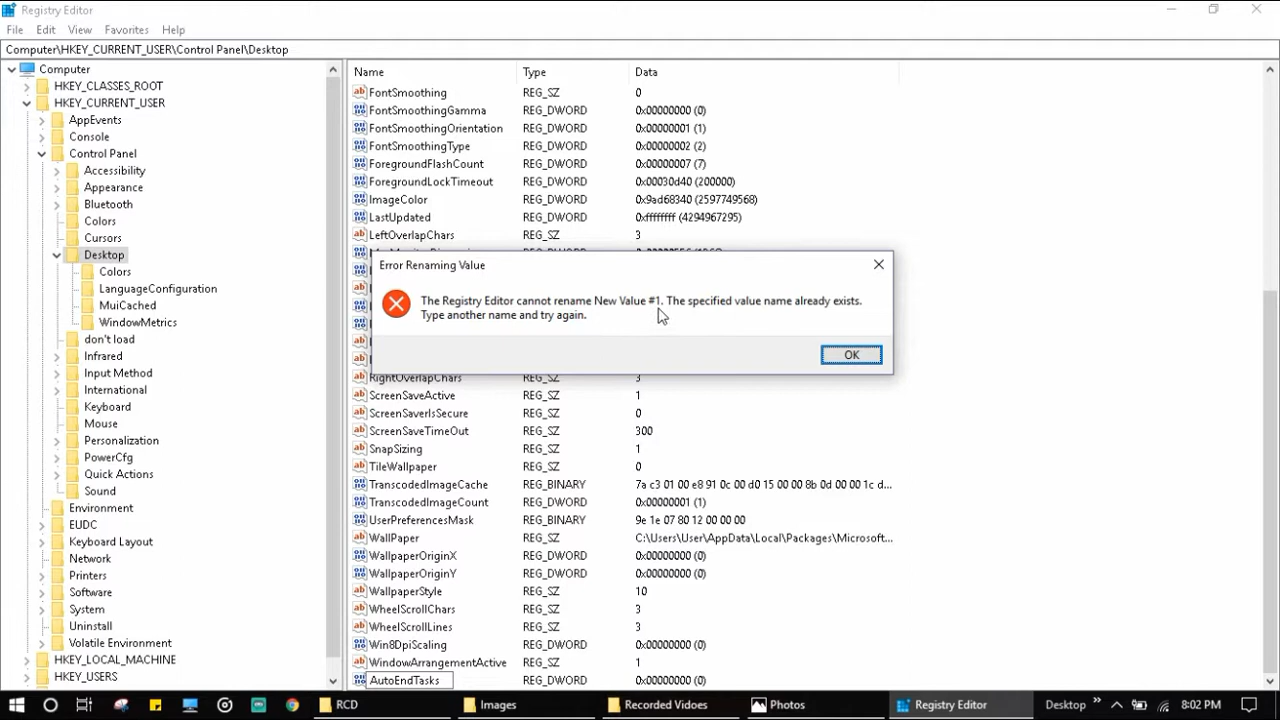 Registry Editor
File Edit View Favorites Help
Computer\HKEY_CURRENT_USER\Control Panel\Desktop
Computer
HKEY_CLASSES_ROOT
HKEY_CURRENT_USER
AppEvents
Console
Control Panel
Accessibility
Appearance
Bluetooth
Colors
Cursors
Desktop
Colors
LanguageConfiguration
MuiCached
WindowMetrics
don't load
Infrared
Input Method
International
Keyboard
Mouse
Personalization
PowerCfg
Quick Actions
Sound
Environment
EUDC
Keyboard Layout
Network
Printers
Software
System
Uninstall
Volatile Environment
HKEY_LOCAL_MACHINE
HKEY_USERS
Name Type Data
FontSmoothing REG_SZ 0
FontSmoothingGamma REG_DWORD 0x00000000 (0)
FontSmoothingOrientation REG_DWORD 0x00000001 (1)
FontSmoothingType REG_DWORD 0x00000002 (2)
ForegroundFlashCount REG_DWORD 0x00000007 (7)
ForegroundLockTimeout REG_DWORD 0x00030d40 (200000)
ImageColor REG_DWORD 0x9ad68340 (2597749568)
LastUpdated REG_DWORD 0xffffffff (4294967295)
LeftOverlapChars REG_SZ 3
Error Renaming Value
The Registry Editor cannot rename New Value #1. The specified value name already exists.
Type another name and try again.
OK
RightOverlapChars REG_SZ 3
ScreenSaveActive REG_SZ 1
ScreenSaverIsSecure REG_SZ 0
ScreenSaveTimeOut REG_SZ 300
SnapSizing REG_SZ 1
TileWallpaper REG_SZ 0
TranscodedImageCache REG_BINARY 7a c3 01 00 e8 91 0c 00 d0 15 00 00 8b 0d 00 00 1c d...
TranscodedImageCount REG_DWORD 0x00000001 (1)
UserPreferencesMask REG_BINARY 9e 1e 07 80 12 00 00 00
WallPaper REG_SZ C:\Users\User\AppData\Local\Packages\Microsoft...
WallpaperOriginX REG_DWORD 0x00000000 (0)
WallpaperOriginY REG_DWORD 0x00000000 (0)
WallpaperStyle REG_SZ 10
WheelScrollChars REG_SZ 3
WheelScrollLines REG_SZ 3
Win8DpiScaling REG_DWORD 0x00000000 (0)
WindowArrangementActive REG_SZ 1
AutoEndTasks REG_DWORD 0x00000000 (0)
RCD Images Recorded Vidoes Photos Registry Editor Desktop 8:02 PM